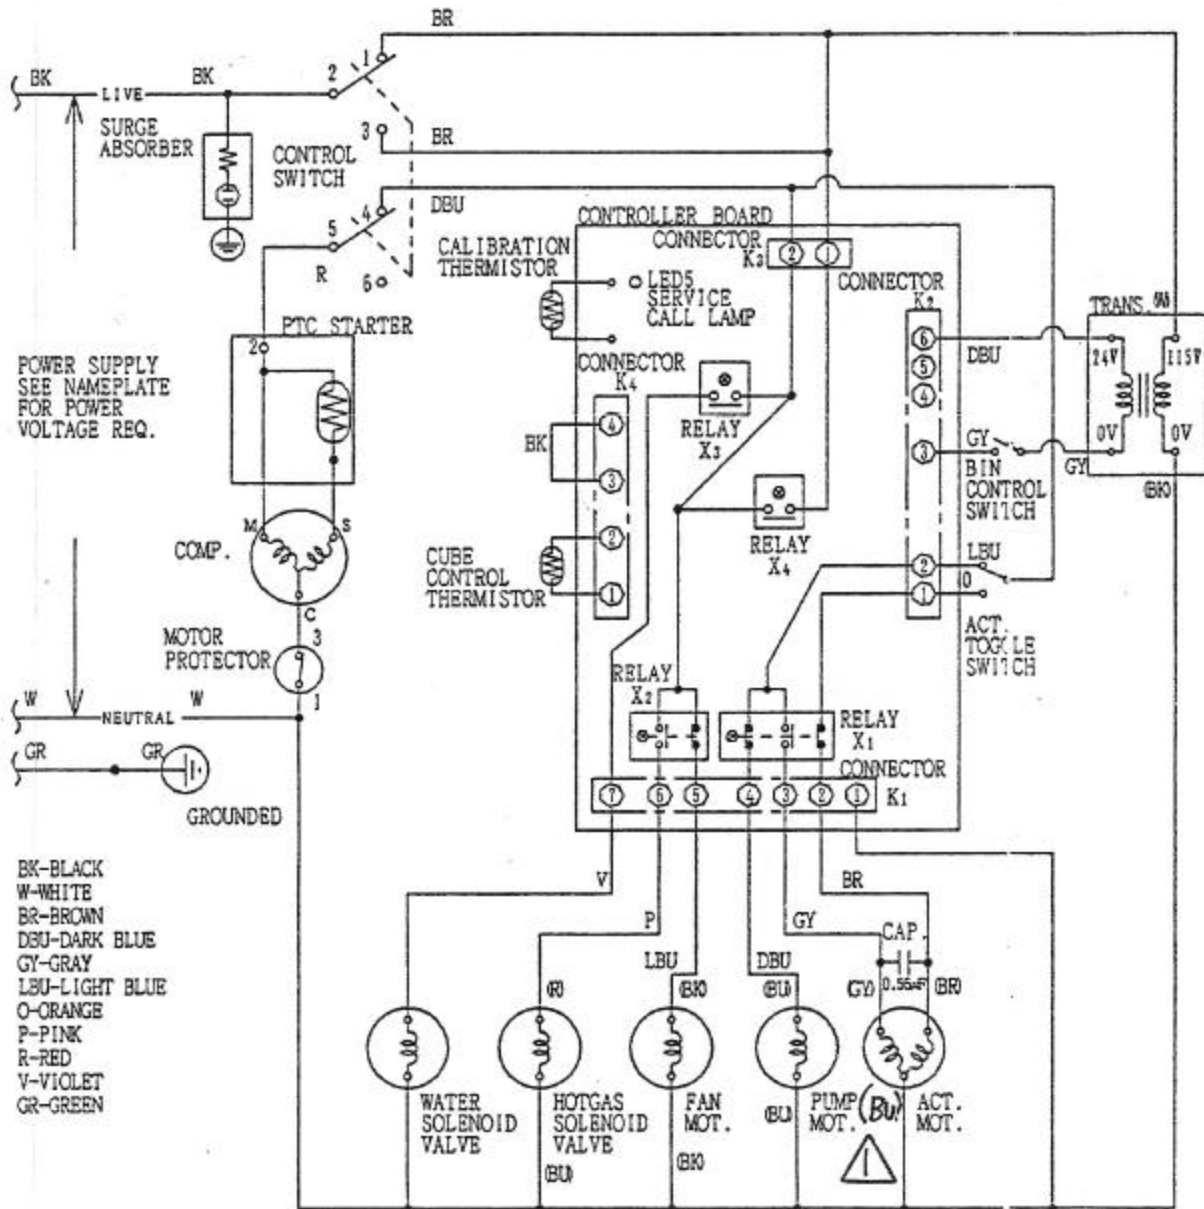 BR
BK
BK
LIVE
2
1
SURGE
ABSORBER
CONTROL
SWITCH
3
BR
4
DBU
5
R
6
CONTROLLER BOARD
CONNECTOR
K3
2
1
CALIBRATION
THERMISTOR
LED5
SERVICE
CALL LAMP
CONNECTOR
K2
6
5
4
3
2
1
DBU
TRANS.
(W)
24V
115V
0V
0V
GY
GY
(BK)
BIN
CONTROL
SWITCH
LBU
O
ACT.
TOGGLE
SWITCH
PTC STARTER
2
POWER SUPPLY
SEE NAMEPLATE
FOR POWER
VOLTAGE REQ.
CONNECTOR
K4
4
3
2
1
BK
RELAY
X3
RELAY
X4
M
S
COMP.
C
CUBE
CONTROL
THERMISTOR
3
MOTOR
PROTECTOR
1
W
NEUTRAL
W
GR
GR
GROUNDED
RELAY
X2
RELAY
X1
CONNECTOR
K1
7
6
5
4
3
2
1
BK-BLACK
W-WHITE
BR-BROWN
DBU-DARK BLUE
GY-GRAY
LBU-LIGHT BLUE
O-ORANGE
P-PINK
R-RED
V-VIOLET
GR-GREEN
V
P
LBU
DBU
GY
BR
CAP.
0.56uF
(R)
(BK)
(BU)
(GY)
(BR)
WATER
SOLENOID
VALVE
HOTGAS
SOLENOID
VALVE
(BU)
FAN
MOT.
(BK)
(BU)
PUMP
MOT.
(Bu)
ACT.
MOT.
1